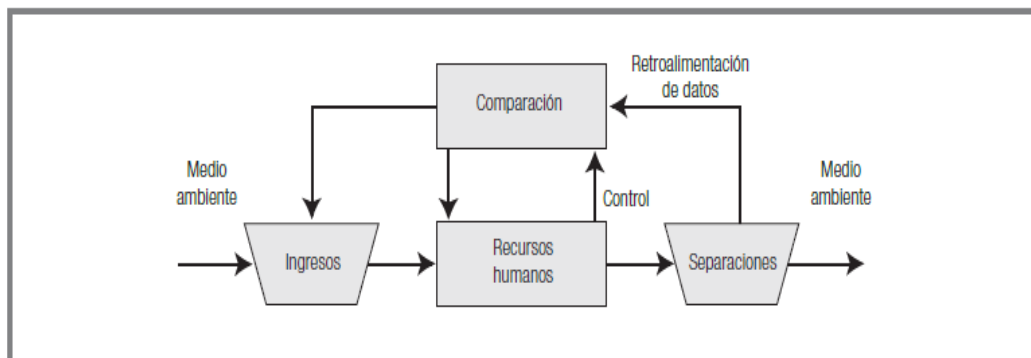 Retroalimentación
de datos
Comparación
Medio
ambiente
Medio
ambiente
Control
Ingresos
Recursos
humanos
Separaciones